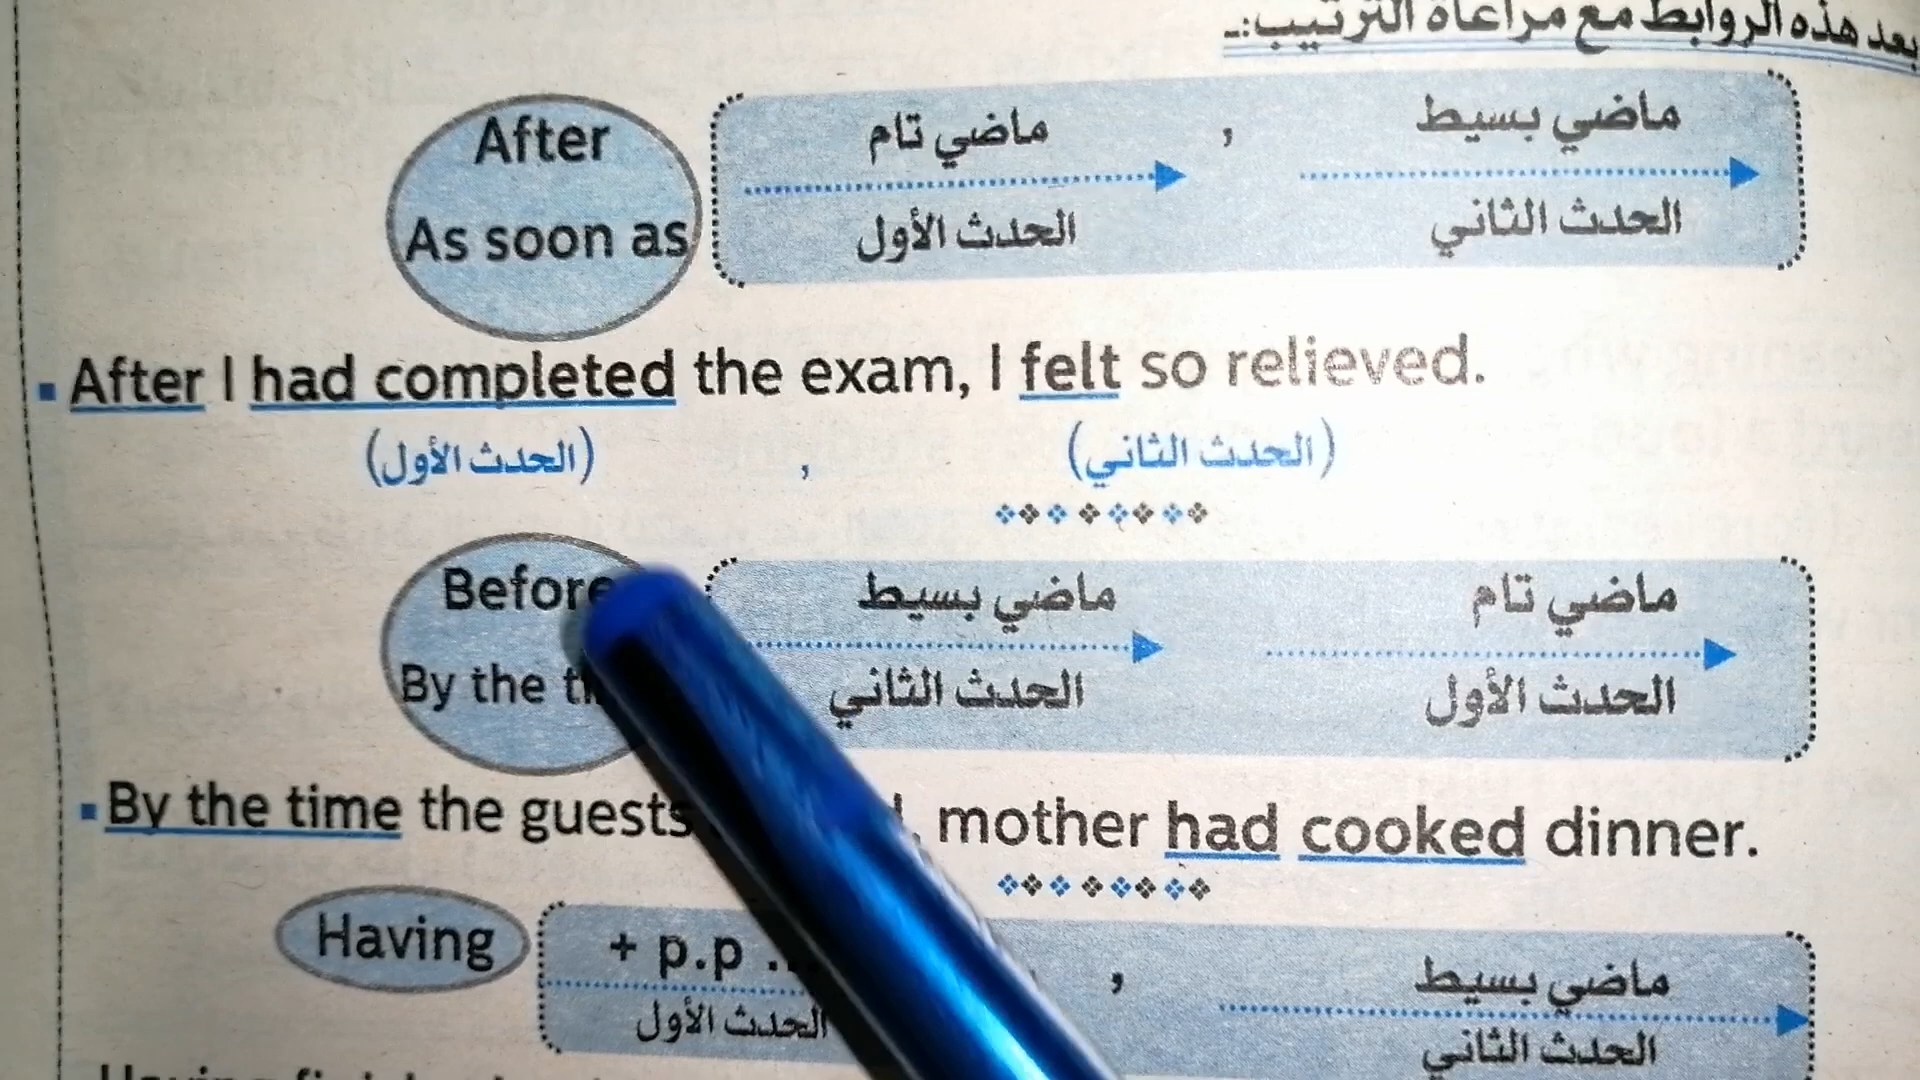 بعد هذه الروابط مع مراعاة الترتيب:-
After
As soon as
ماضي تام , ماضي بسيط
الحدث الأول الحدث الثاني
After I had completed the exam, I felt so relieved.
(الحدث الأول) , (الحدث الثاني)
Before
By the
ماضي بسيط ماضي تام
الحدث الثاني الحدث الأول
By the time the guests , mother had cooked dinner.
Having + p.p .. , ماضي بسيط
الحدث الأول الحدث الثاني